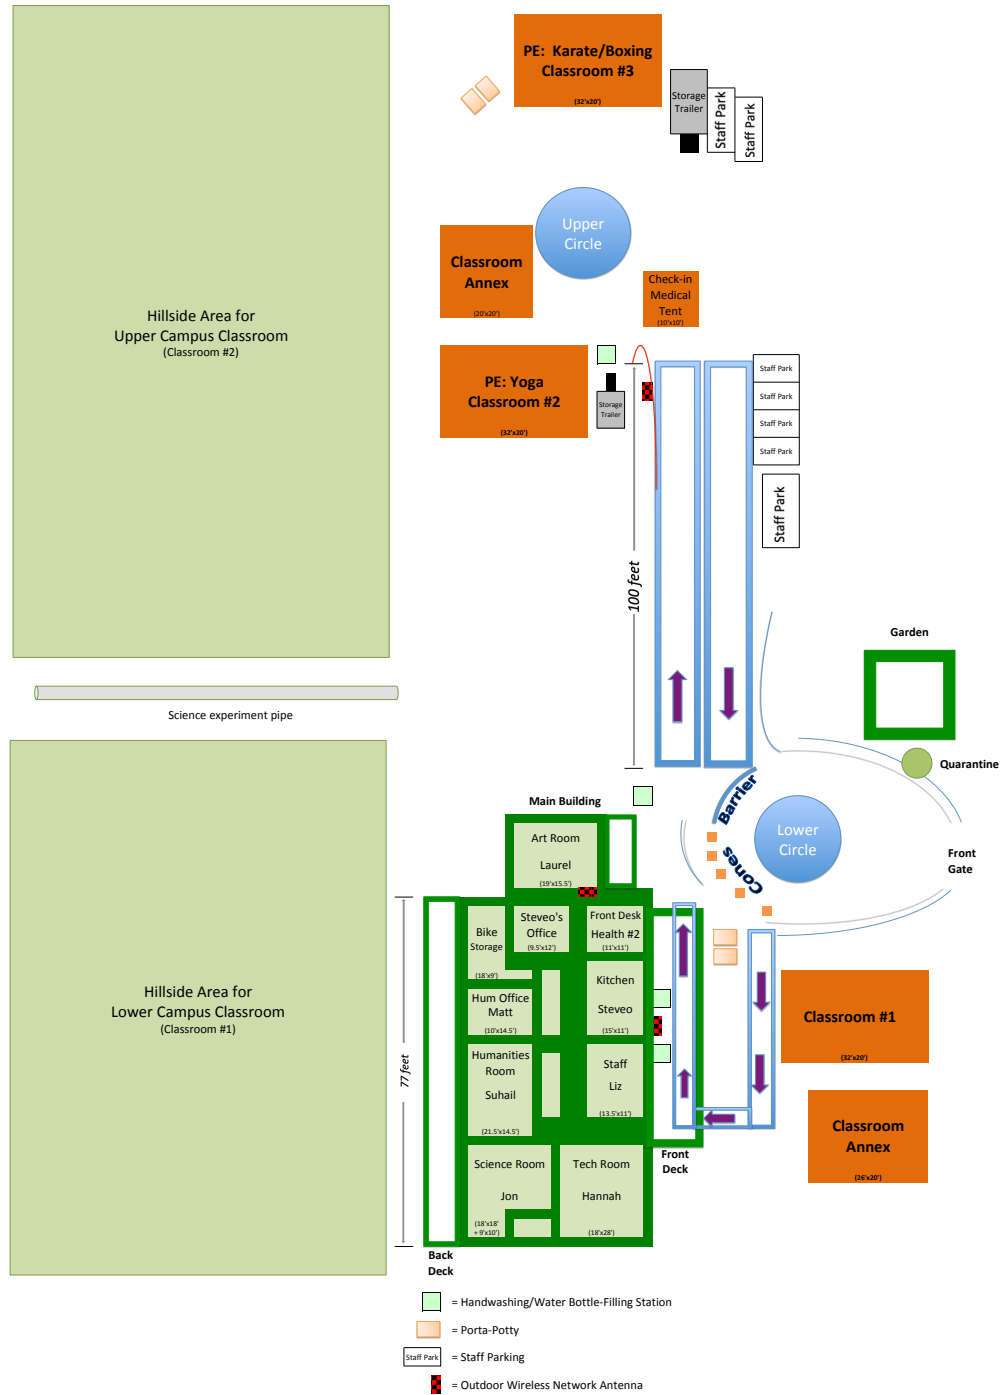 PE: Karate/Boxing
Classroom #3
(32'x20')
Storage
Trailer
Staff Park
Staff Park
Upper
Circle
Classroom
Annex
(20'x20')
Check-in
Medical
Tent
(10'x10')
Hillside Area for
Upper Campus Classroom
(Classroom #2)
PE: Yoga
Classroom #2
(32'x20')
Storage
Trailer
Staff Park
Staff Park
Staff Park
Staff Park
Staff Park
100 feet
Garden
Science experiment pipe
Quarantine
Main Building
Barrier
Cones
Lower
Circle
Front
Gate
Art Room
Laurel
(19'x15.5')
Bike
Storage
(18'x9')
Steveo's
Office
(9.5'x12')
Front Desk
Health #2
(11'x11')
Hillside Area for
Lower Campus Classroom
(Classroom #1)
Hum Office
Matt
(10'x14.5')
Kitchen
Steveo
(15'x11')
Classroom #1
(32'x20')
77 feet
Humanities
Room
Suhail
(21.5'x14.5')
Staff
Liz
(13.5'x11')
Classroom
Annex
(26'x20')
Science Room
Jon
(18'x18'
+ 9'x10')
Tech Room
Hannah
(18'x28')
Front
Deck
Back
Deck
= Handwashing/Water Bottle-Filling Station
= Porta-Potty
Staff Park = Staff Parking
= Outdoor Wireless Network Antenna